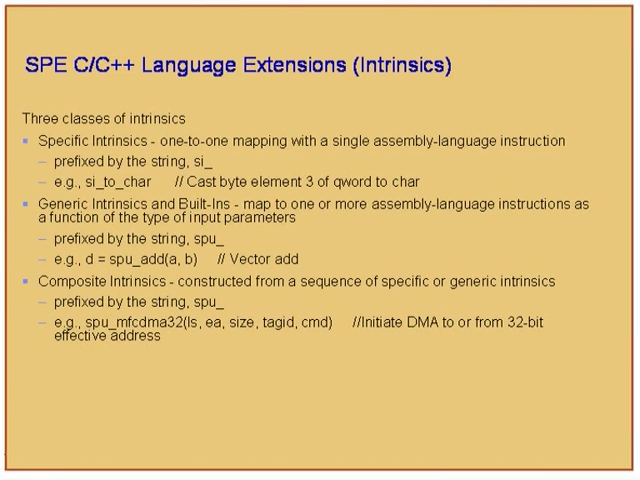 SPE C/C++ Language Extensions (Intrinsics)
Three classes of intrinsics
▪ Specific Intrinsics - one-to-one mapping with a single assembly-language instruction
– prefixed by the string, si_
– e.g., si_to_char // Cast byte element 3 of qword to char
▪ Generic Intrinsics and Built-Ins - map to one or more assembly-language instructions as
a function of the type of input parameters
– prefixed by the string, spu_
– e.g., d = spu_add(a, b) // Vector add
▪ Composite Intrinsics - constructed from a sequence of specific or generic intrinsics
– prefixed by the string, spu_
– e.g., spu_mfcdma32(ls, ea, size, tagid, cmd) //Initiate DMA to or from 32-bit
effective address